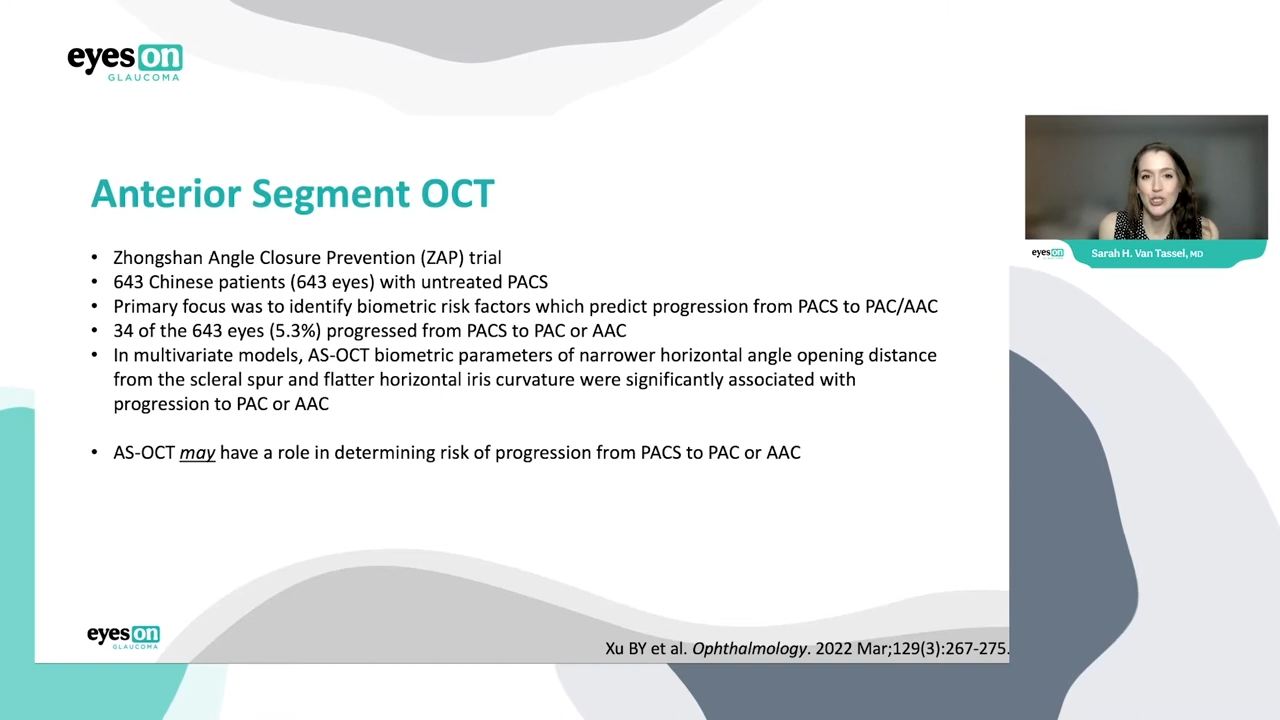 eyes on
GLAUCOMA
Anterior Segment OCT
• Zhongshan Angle Closure Prevention (ZAP) trial
• 643 Chinese patients (643 eyes) with untreated PACS
• Primary focus was to identify biometric risk factors which predict progression from PACS to PAC/AAC
• 34 of the 643 eyes (5.3%) progressed from PACS to PAC or AAC
• In multivariate models, AS-OCT biometric parameters of narrower horizontal angle opening distance
from the scleral spur and flatter horizontal iris curvature were significantly associated with
progression to PAC or AAC
• AS-OCT may have a role in determining risk of progression from PACS to PAC or AAC
eyes on
GLAUCOMA
Xu BY et al. Ophthalmology. 2022 Mar;129(3):267-275.
eyes on
Sarah H. Van Tassel, MD